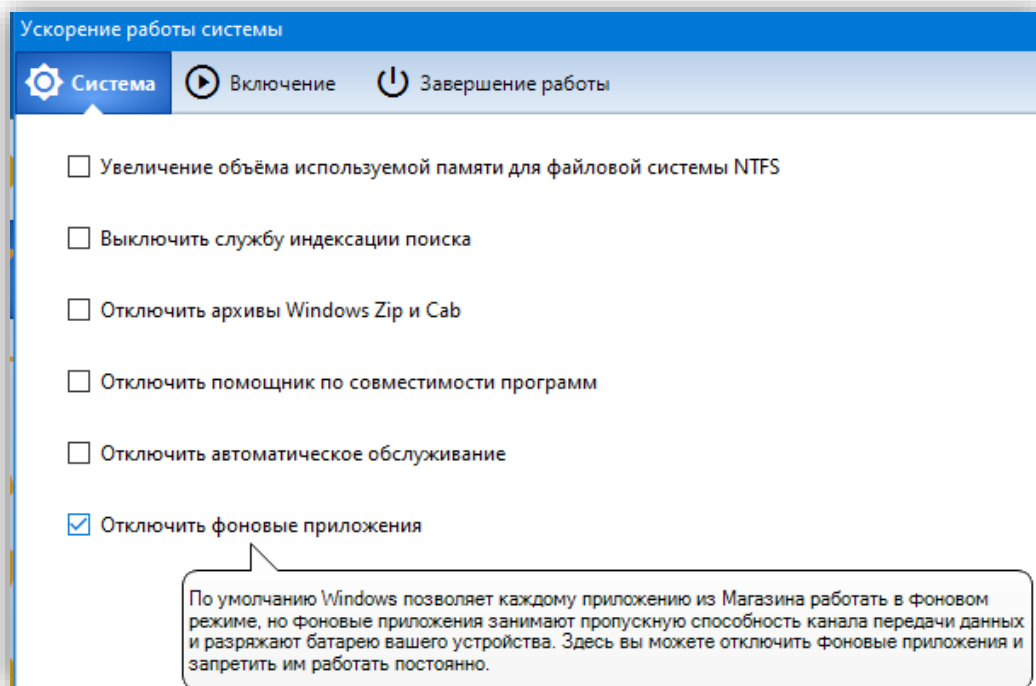 Ускорение работы системы
Система Включение Завершение работы
Увеличение объёма используемой памяти для файловой системы NTFS
Выключить службу индексации поиска
Отключить архивы Windows Zip и Cab
Отключить помощник по совместимости программ
Отключить автоматическое обслуживание
Отключить фоновые приложения
По умолчанию Windows позволяет каждому приложению из Магазина работать в фоновом
режиме, но фоновые приложения занимают пропускную способность канала передачи данных
и разряжают батарею вашего устройства. Здесь вы можете отключить фоновые приложения и
запретить им работать постоянно.